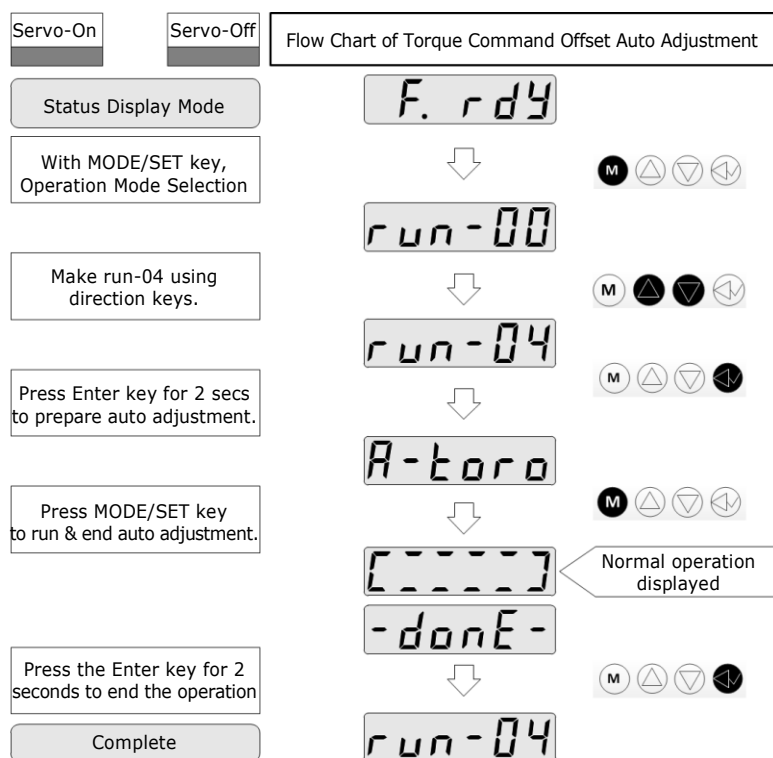 Servo-On
Servo-Off
Flow Chart of Torque Command Offset Auto Adjustment
Status Display Mode
F. rdy
With MODE/SET key,
Operation Mode Selection
M
run-00
Make run-04 using
direction keys.
M
run-04
M
Press Enter key for 2 secs
to prepare auto adjustment.
A-toro
Press MODE/SET key
to run & end auto adjustment.
M
Normal operation
displayed
-donE-
Press the Enter key for 2
seconds to end the operation
M
run-04
Complete